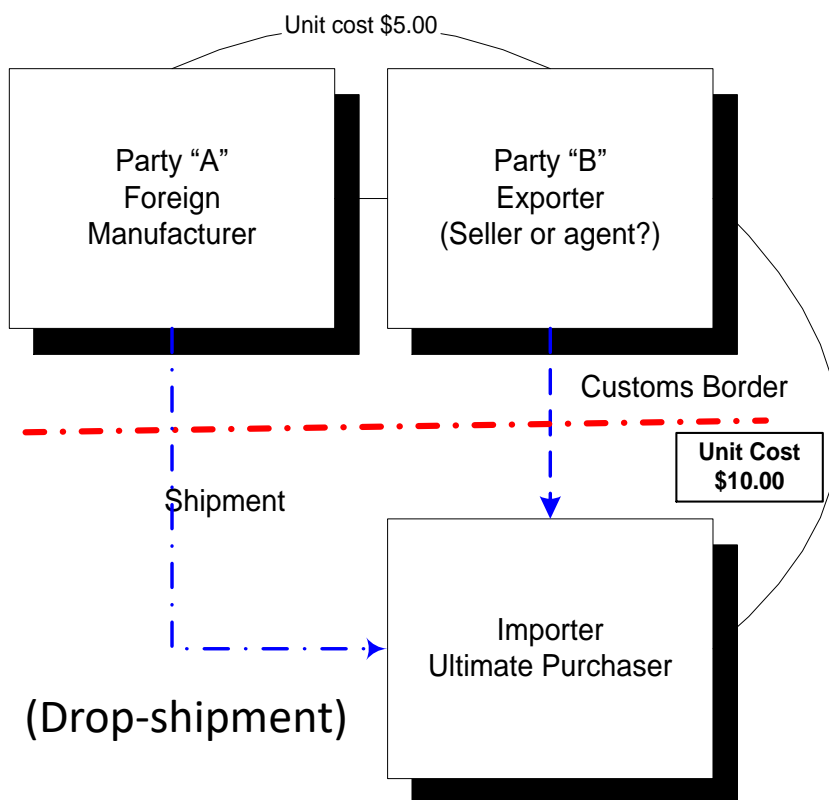 Unit cost $5.00
Party “A”
Foreign
Manufacturer
Party “B”
Exporter
(Seller or agent?)
Customs Border
Unit Cost
$10.00
Shipment
Importer
Ultimate Purchaser
(Drop-shipment)